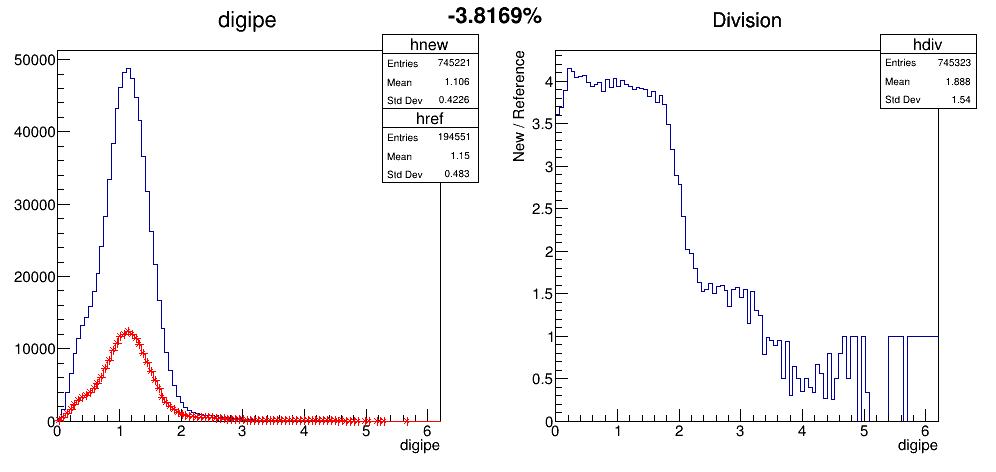 digipe
-3.8169%
Division
hnew
Entries 745221
Mean 1.106
Std Dev 0.4226
href
Entries 194551
Mean 1.15
Std Dev 0.483
50000
40000
30000
20000
10000
0
0 1 2 3 4 5 6
digipe
hdiv
Entries 745323
Mean 1.888
Std Dev 1.54
New / Reference
4
3.5
3
2.5
2
1.5
1
0.5
0
0 1 2 3 4 5 6
digipe